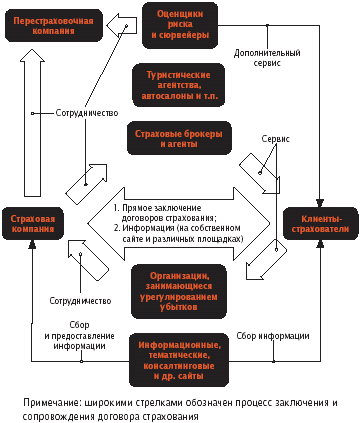 Перестраховочная
компания
Оценщики
риска
и сюрвейеры
Дополнительный
сервис
Туристические
агентства,
автосалоны и т.п.
Сотрудничество
Страховые брокеры
и агенты
Сервис
Страховая
компания
1. Прямое заключение
договоров страхования;
2. Информация (на собственном
сайте и различных площадках)
Клиенты-
страхователи
Организации,
занимающиеся
урегулированием
убытков
Сотрудничество
Сбор
и предоставление
информации
Информационные,
тематические,
консалтинговые
и др. сайты
Сбор информации
Примечание: широкими стрелками обозначен процесс заключения и
сопровождения договора страхования